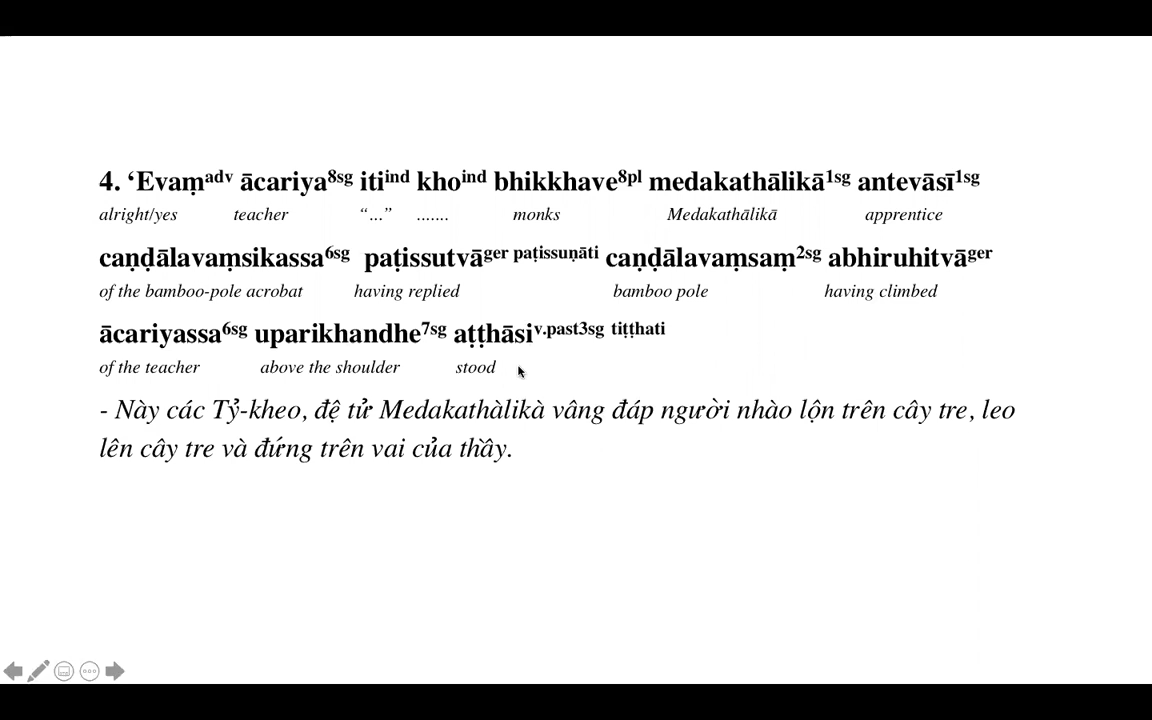 4. ‘Evaṃadv ācariya8sg itiind khoind bhikkhave8pl medakathālikā1sg antevāsī1sg
alright/yes teacher “...” ....... monks Medakathālikā apprentice
caṇḍālavaṃsikassa6sg paṭissutvāger paṭissuṇāti caṇḍālavaṃsaṃ2sg abhiruhitvāger
of the bamboo-pole acrobat having replied bamboo pole having climbed
ācariyassa6sg uparikhandhe7sg aṭṭhāsiv.past3sg tiṭṭhati
of the teacher above the shoulder stood
- Này các Tỷ-kheo, đệ tử Medakathàlikà vâng đáp người nhào lộn trên cây tre, leo
lên cây tre và đứng trên vai của thầy.